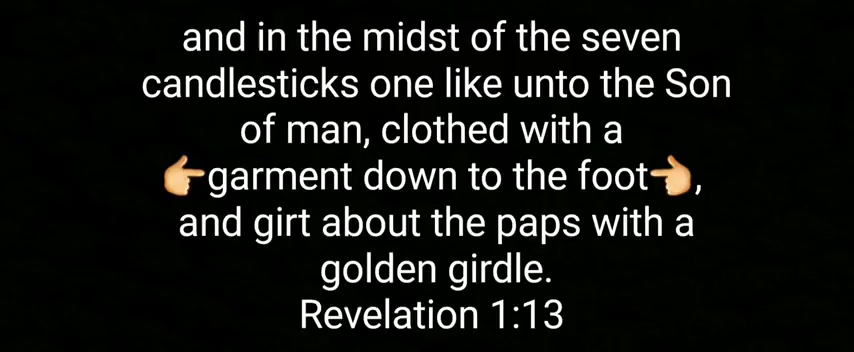 and in the midst of the seven
candlesticks one like unto the Son
of man, clothed with a
👉garment down to the foot👈,
and girt about the paps with a
golden girdle.
Revelation 1:13